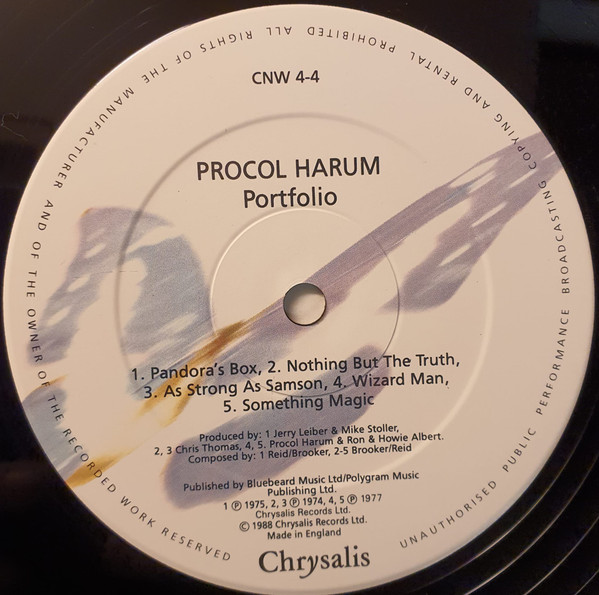 CNW 4-4
PROCOL HARUM
Portfolio
1. Pandora's Box, 2. Nothing But The Truth,
3. As Strong As Samson, 4. Wizard Man,
5. Something Magic
Produced by: 1 Jerry Leiber & Mike Stoller,
2, 3 Chris Thomas, 4, 5. Procol Harum & Ron & Howie Albert.
Composed by: 1 Reid/Brooker, 2-5 Brooker/Reid
Published by Bluebeard Music Ltd/Polygram Music
Publishing Ltd.
1 ℗ 1975, 2, 3 ℗ 1974, 4, 5 ℗ 1977
Chrysalis Records Ltd.
© 1988 Chrysalis Records Ltd.
Made in England
Chrysalis
ALL RIGHTS OF THE MANUFACTURER AND OF THE OWNER OF THE RECORDED WORK RESERVED
UNAUTHORISED PUBLIC PERFORMANCE BROADCASTING COPYING AND RENTAL PROHIBITED